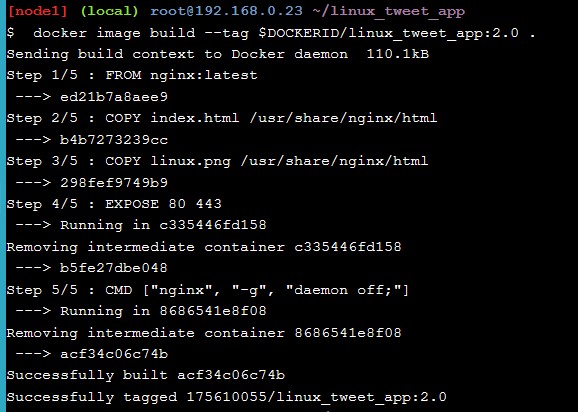 [node1] (local) root@192.168.0.23 ~/linux_tweet_app
$  docker image build --tag $DOCKERID/linux_tweet_app:2.0 .
Sending build context to Docker daemon  110.1kB
Step 1/5 : FROM nginx:latest
 ---> ed21b7a8aee9
Step 2/5 : COPY index.html /usr/share/nginx/html
 ---> b4b7273239cc
Step 3/5 : COPY linux.png /usr/share/nginx/html
 ---> 298fef9749b9
Step 4/5 : EXPOSE 80 443
 ---> Running in c335446fd158
Removing intermediate container c335446fd158
 ---> b5fe27dbe048
Step 5/5 : CMD ["nginx", "-g", "daemon off;"]
 ---> Running in 8686541e8f08
Removing intermediate container 8686541e8f08
 ---> acf34c06c74b
Successfully built acf34c06c74b
Successfully tagged 175610055/linux_tweet_app:2.0